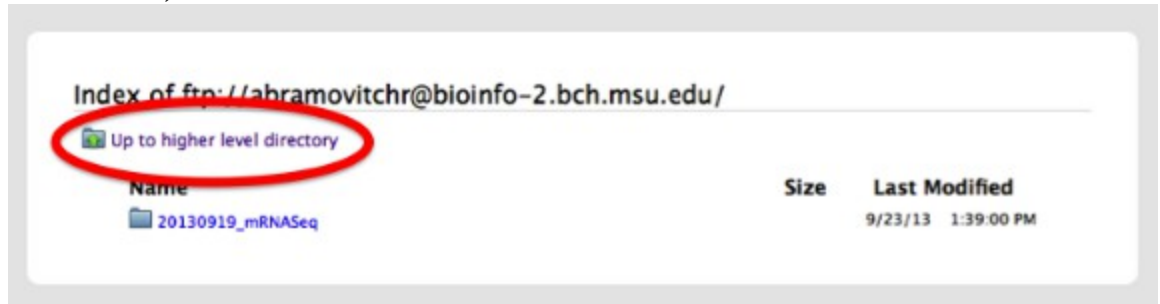 Index of ftp://abramovitchr@bioinfo-2.bch.msu.edu/
Up to higher level directory
Name Size Last Modified
20130919_mRNASeq 9/23/13 1:39:00 PM